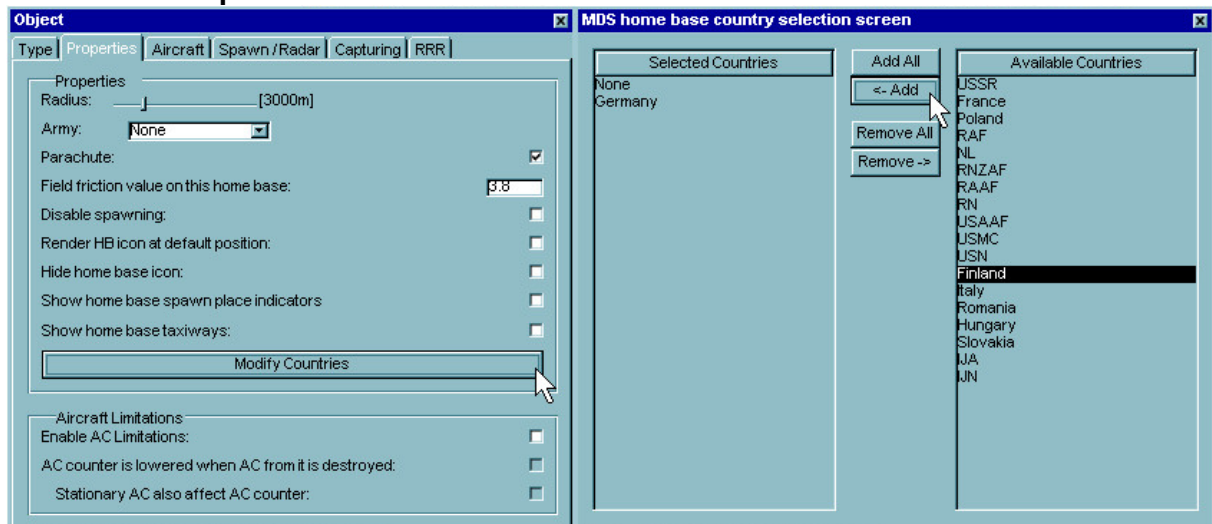 Object
Type Properties Aircraft Spawn/Radar Capturing RRR
Properties
Radius: [3000m]
Army: None
Parachute:
Field friction value on this home base: 3.8
Disable spawning:
Render HB icon at default position:
Hide home base icon:
Show home base spawn place indicators
Show home base taxiways:
Modify Countries
Aircraft Limitations
Enable AC Limitations:
AC counter is lowered when AC from it is destroyed:
Stationary AC also affect AC counter:
MDS home base country selection screen
Selected Countries
None
Germany
Add All
<- Add
Remove All
Remove ->
Available Countries
USSR
France
Poland
RAF
NL
RNZAF
RAAF
RN
USAAF
USMC
USN
Finland
Italy
Romania
Hungary
Slovakia
IJA
IJN